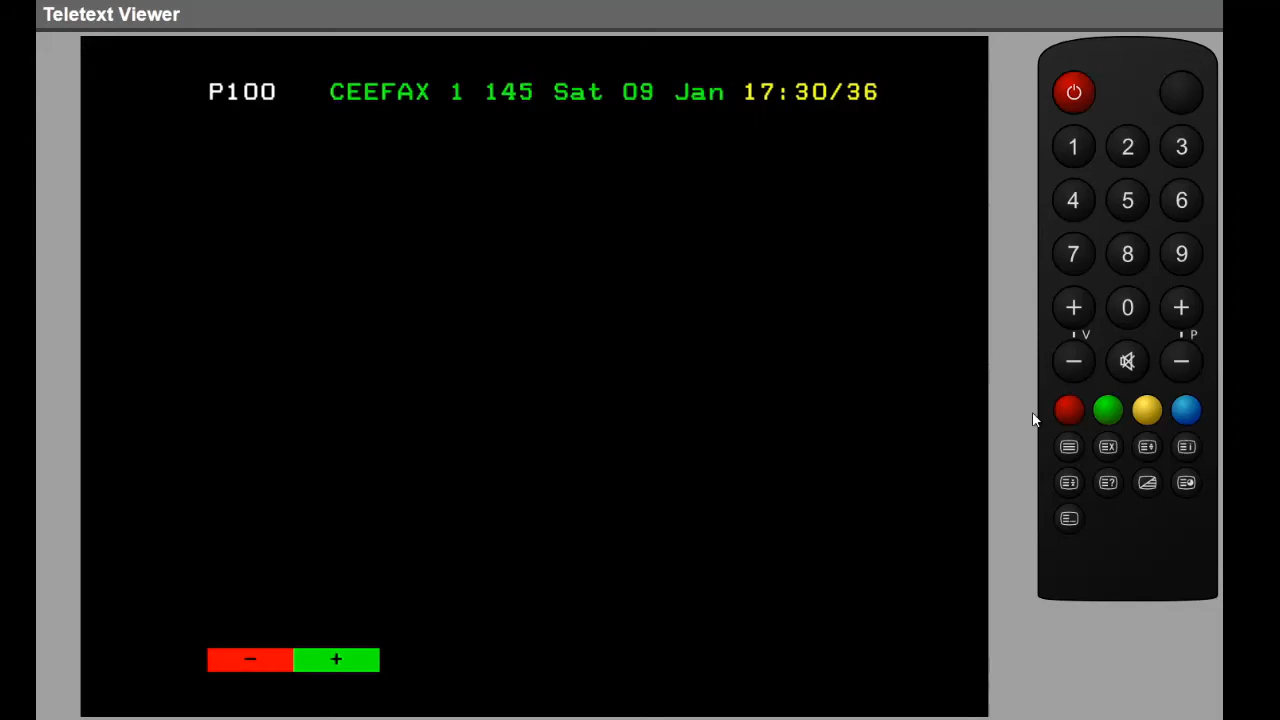 Teletext Viewer
P100 CEEFAX 1 145 Sat 09 Jan 17:30/36
1 2 3
4 5 6
7 8 9
+ 0 +
V P
− −
− +